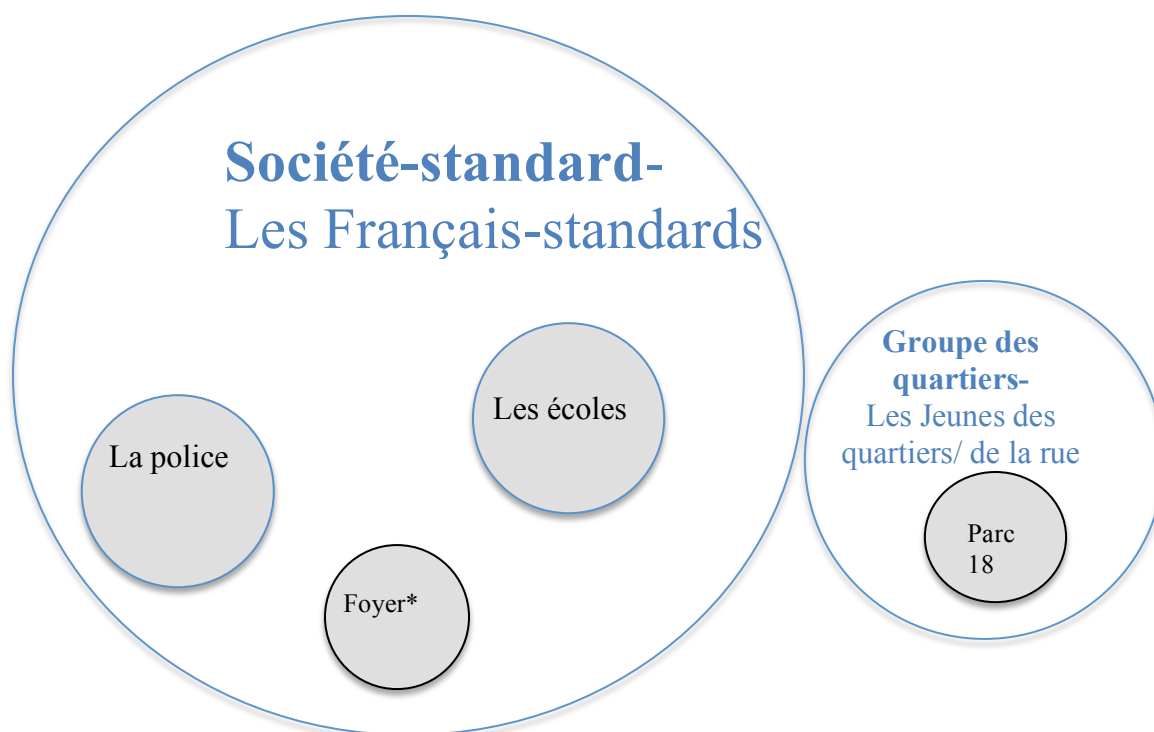 Société-standard-
Les Français-standards
La police
Les écoles
Foyer*
Groupe des
quartiers-
Les Jeunes des
quartiers/ de la rue
Parc
18